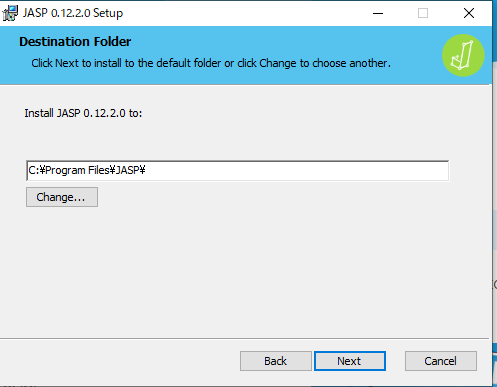 JASP 0.12.2.0 Setup
Destination Folder
Click Next to install to the default folder or click Change to choose another.
Install JASP 0.12.2.0 to:
C:¥Program Files¥JASP¥
Change...
Back
Next
Cancel